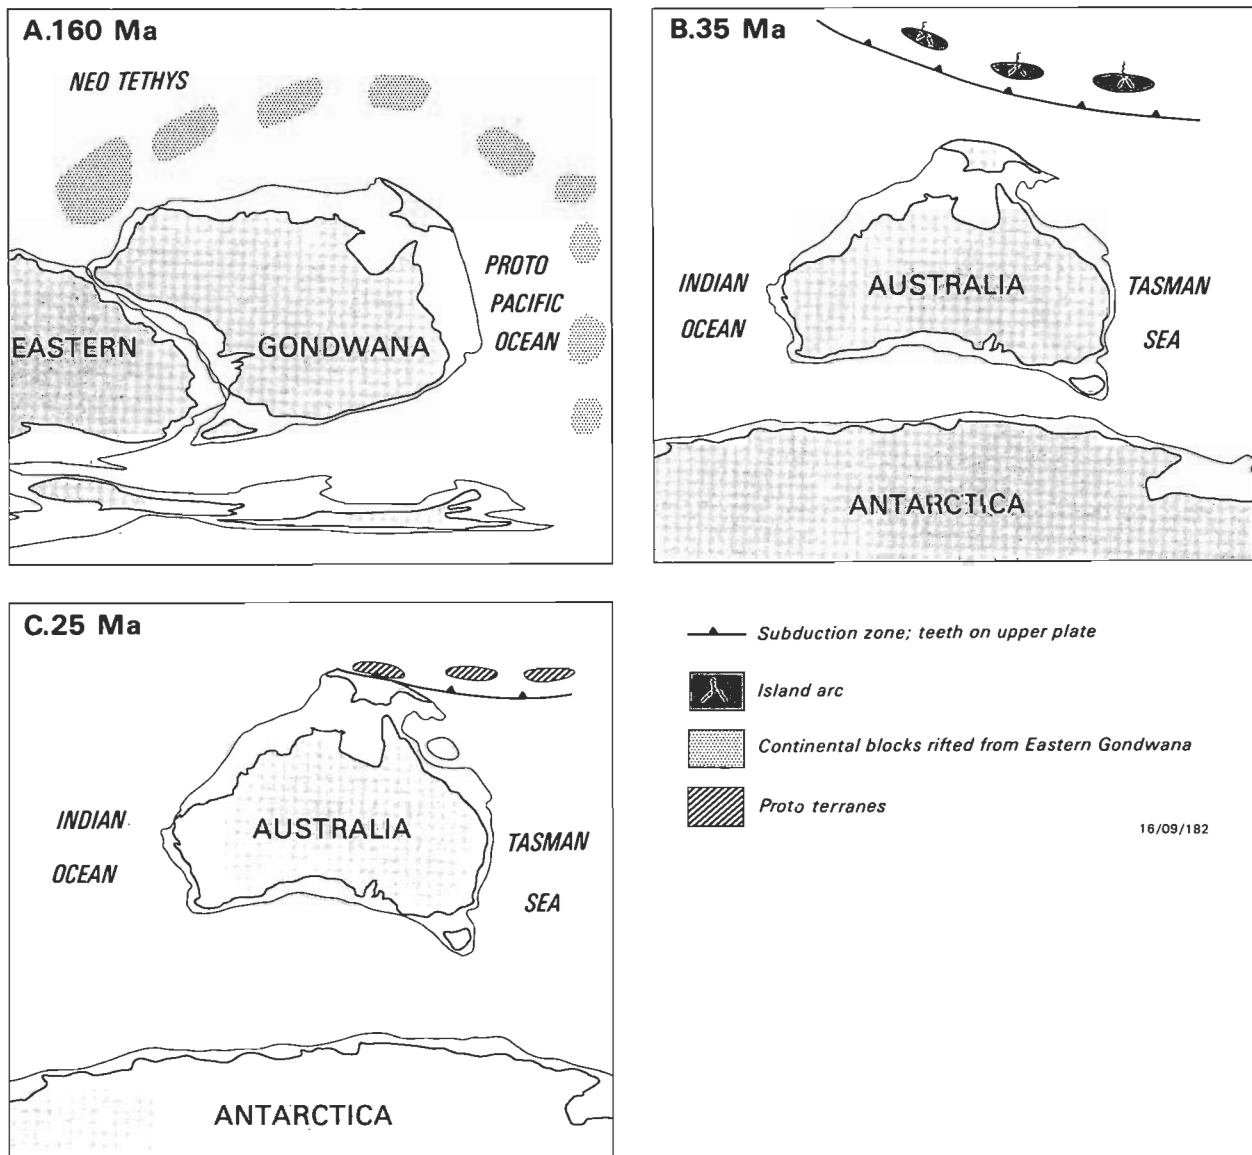 A.160 Ma
NEO TETHYS
PROTO
PACIFIC
OCEAN
EASTERN GONDWANA
B.35 Ma
INDIAN
OCEAN
AUSTRALIA
TASMAN
SEA
ANTARCTICA
C.25 Ma
INDIAN
OCEAN
AUSTRALIA
TASMAN
SEA
ANTARCTICA
Subduction zone; teeth on upper plate
Island arc
Continental blocks rifted from Eastern Gondwana
Proto terranes
16/09/182